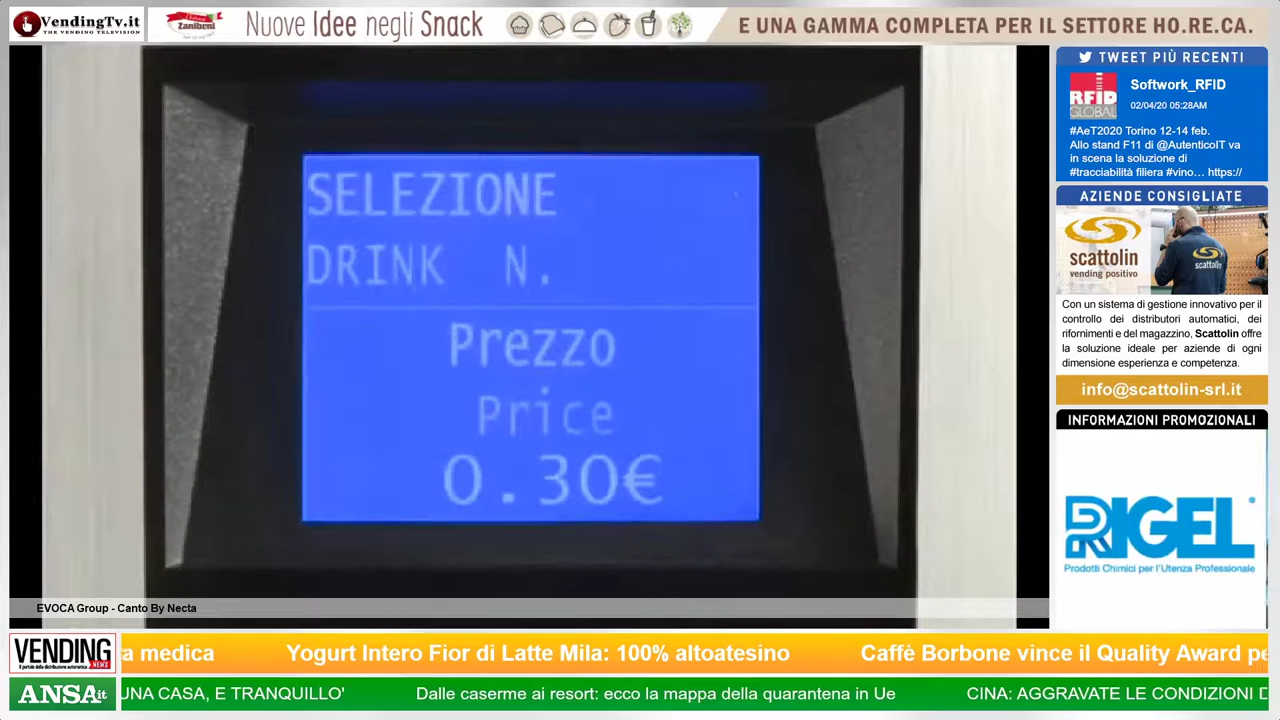 VendingTv.it
THE VENDING TELEVISION
Zaniboni
Nuove Idee negli Snack
E UNA GAMMA COMPLETA PER IL SETTORE HO.RE.CA.
DRINK N
Prezzo
Price
0.30€
EVOCA Group - Canto By Necta
TWEET PIÙ RECENTI
RFID
GLOBAL
Softwork_RFID
02/04/20 05:28AM
#AeT2020 Torino 12-14 feb.
Allo stand F11 di @AutenticoIT va
in scena la soluzione di
#tracciabilità filiera #vino… https://
AZIENDE CONSIGLIATE
scattolin
vending positivo
scattolin
Con un sistema di gestione innovativo per il
controllo dei distributori automatici, dei
rifornimenti e del magazzino, Scattolin offre
la soluzione ideale per aziende di ogni
dimensione esperienza e competenza.
info@scattolin-srl.it
INFORMAZIONI PROMOZIONALI
RIGEL
Prodotti Chimici per l'Utenza Professionale
VENDING
NEWS
Il portale della distribuzione automatica
a medica Yogurt Intero Fior di Latte Mila: 100% altoatesino Caffè Borbone vince il Quality Award pe
ANSA.it
UNA CASA, E TRANQUILLO' Dalle caserme ai resort: ecco la mappa della quarantena in Ue CINA: AGGRAVATE LE CONDIZIONI D